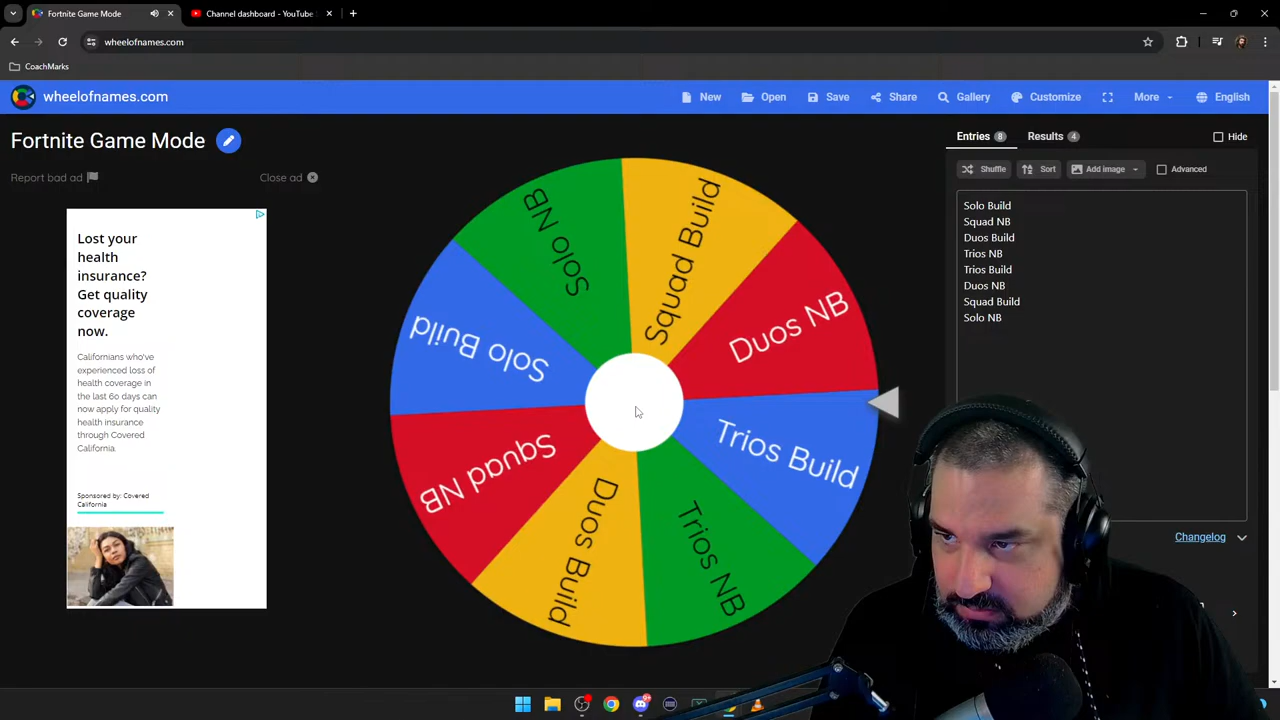 Fortnite Game Mode
Channel dashboard - YouTube
wheelofnames.com
CoachMarks
wheelofnames.com
New
Open
Save
Share
Gallery
Customize
More
English
Fortnite Game Mode
Report bad ad
Close ad
Lost your
health
insurance?
Get quality
coverage
now.
Californians who've
experienced loss of
health coverage in
the last 60 days can
now apply for quality
health insurance
through Covered
California.
Sponsored by: Covered
California
Solo NB
Squad Build
Duos NB
Trios Build
Trios NB
Duos Build
Squad NB
Solo Build
Entries 8
Results 4
Hide
Shuffle
Sort
Add image
Advanced
Solo Build
Squad NB
Duos Build
Trios NB
Trios Build
Duos NB
Squad Build
Solo NB
Changelog